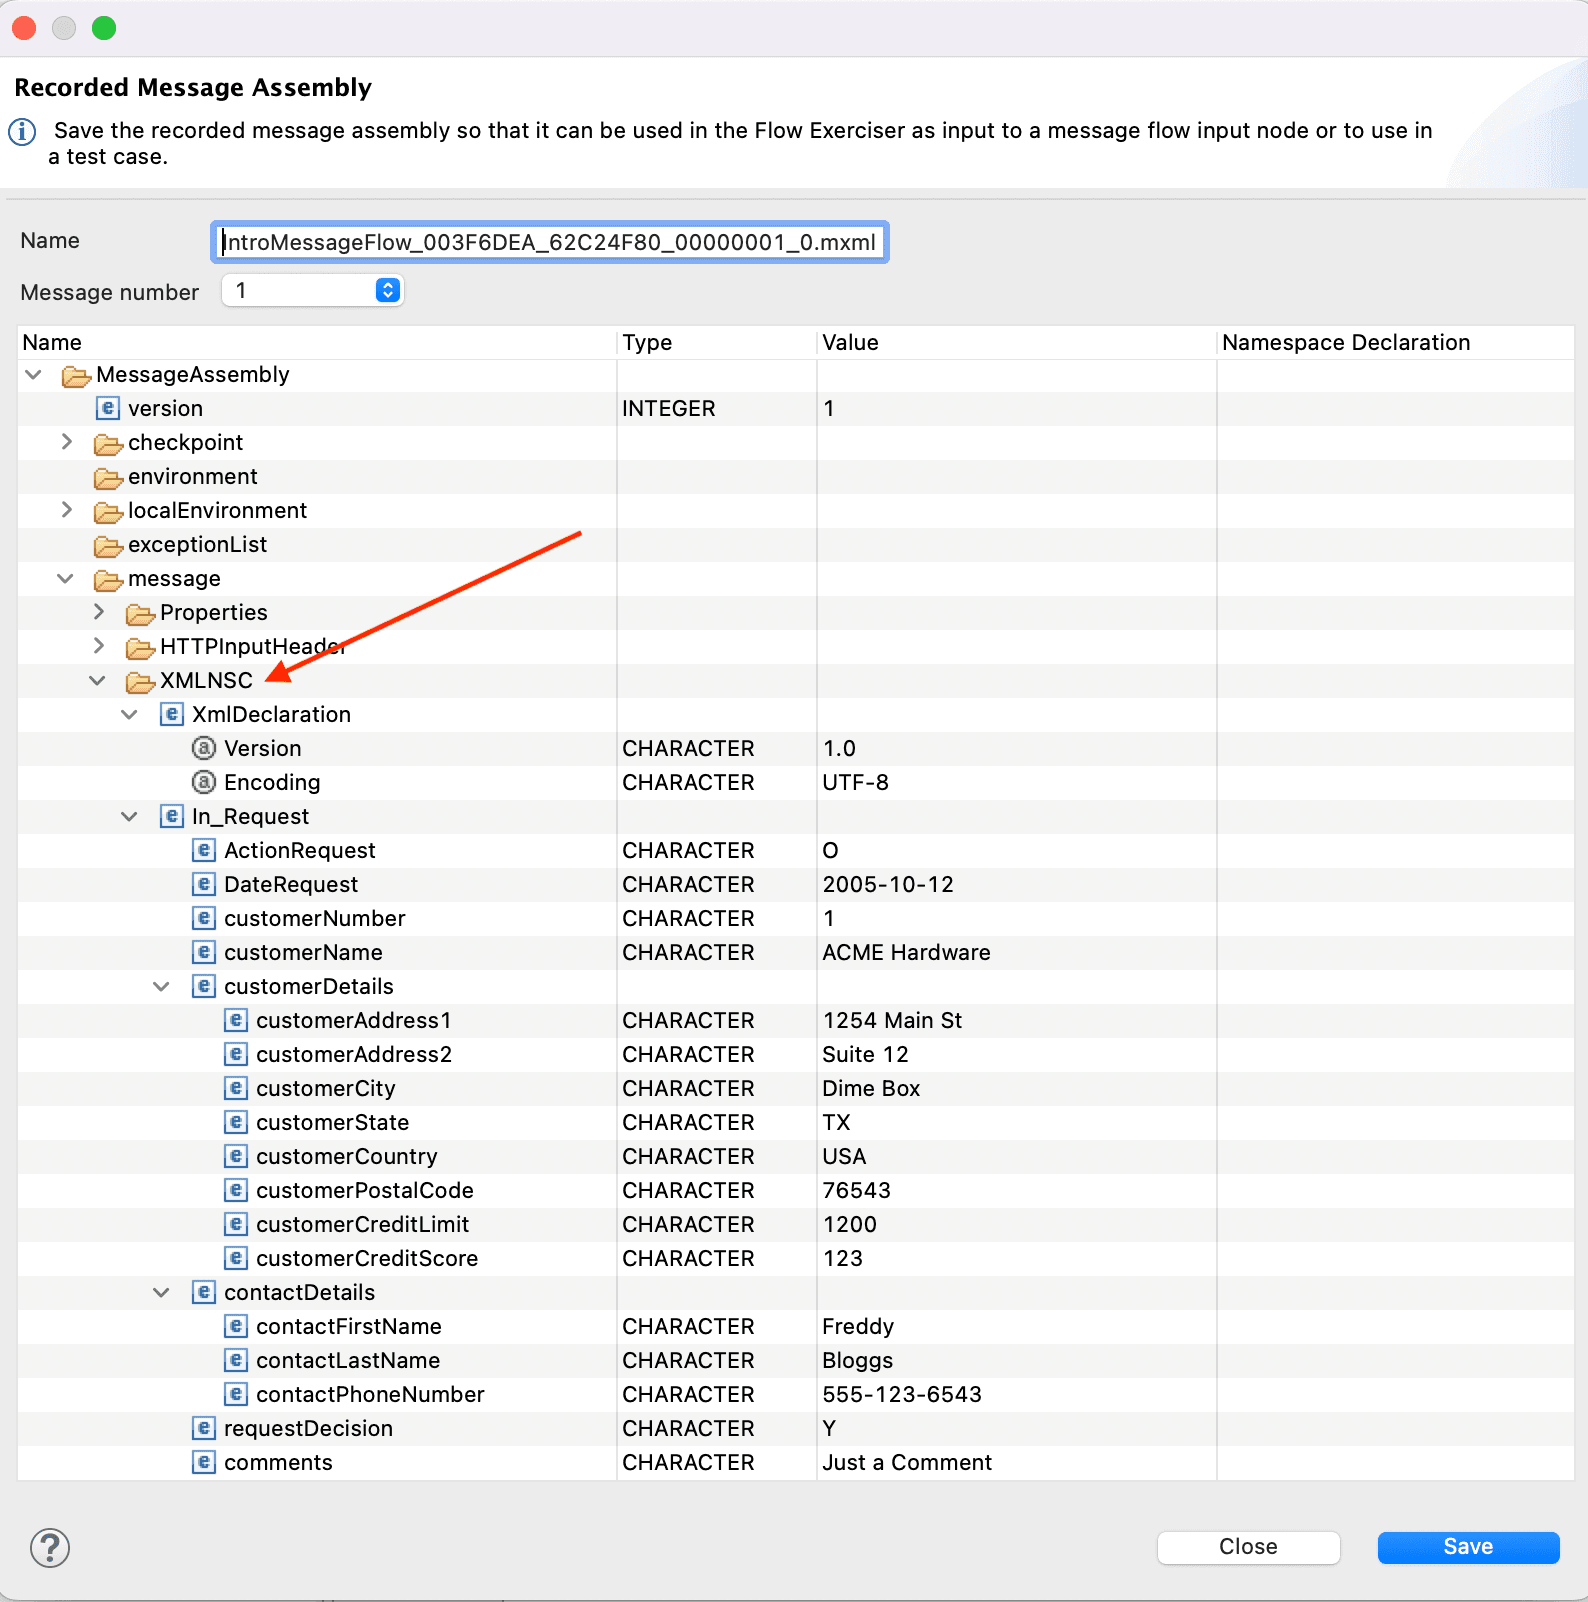 Recorded Message Assembly
Save the recorded message assembly so that it can be used in the Flow Exerciser as input to a message flow input node or to use in
a test case.
Name IntroMessageFlow_003F6DEA_62C24F80_00000001_0.mxml
Message number 1
Name Type Value Namespace Declaration
MessageAssembly
version INTEGER 1
checkpoint
environment
localEnvironment
exceptionList
message
Properties
HTTPInputHeader
XMLNSC
XmlDeclaration
Version CHARACTER 1.0
Encoding CHARACTER UTF-8
In_Request
ActionRequest CHARACTER O
DateRequest CHARACTER 2005-10-12
customerNumber CHARACTER 1
customerName CHARACTER ACME Hardware
customerDetails
customerAddress1 CHARACTER 1254 Main St
customerAddress2 CHARACTER Suite 12
customerCity CHARACTER Dime Box
customerState CHARACTER TX
customerCountry CHARACTER USA
customerPostalCode CHARACTER 76543
customerCreditLimit CHARACTER 1200
customerCreditScore CHARACTER 123
contactDetails
contactFirstName CHARACTER Freddy
contactLastName CHARACTER Bloggs
contactPhoneNumber CHARACTER 555-123-6543
requestDecision CHARACTER Y
comments CHARACTER Just a Comment
Close Save